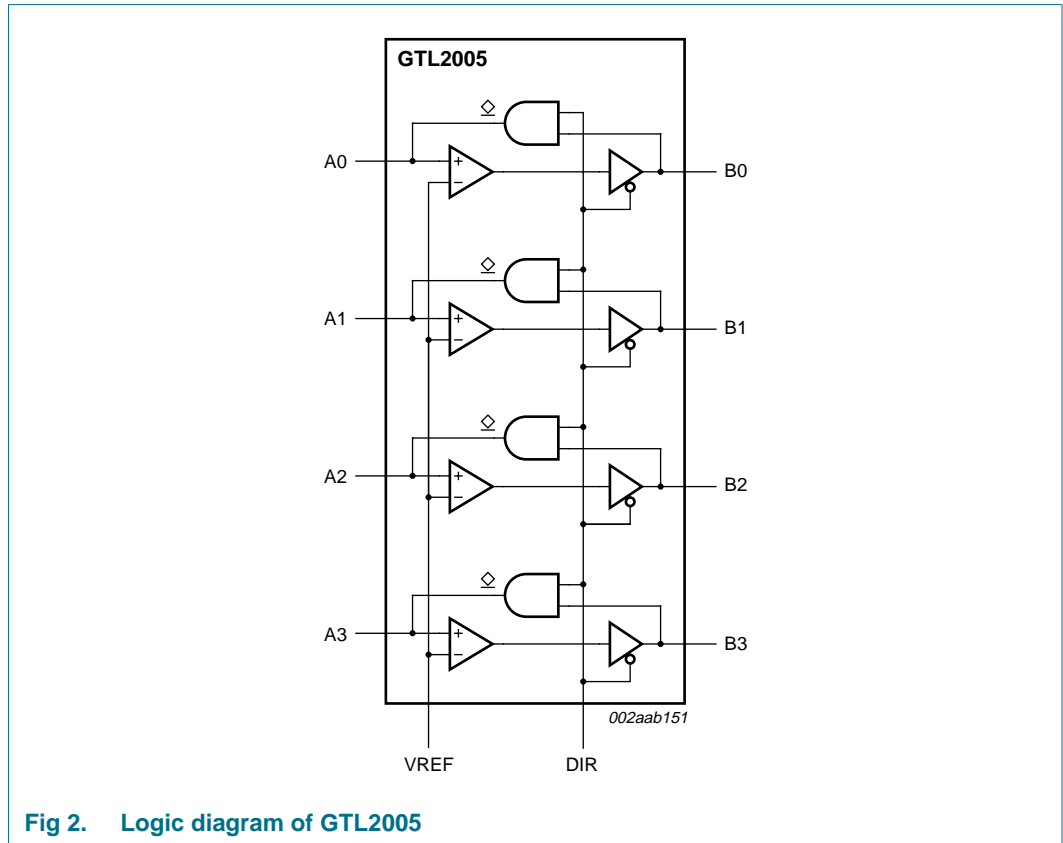 GTL2005
A0
+
−
B0
A1
+
−
B1
A2
+
−
B2
A3
+
−
B3
002aab151
VREF DIR
Fig 2. Logic diagram of GTL2005